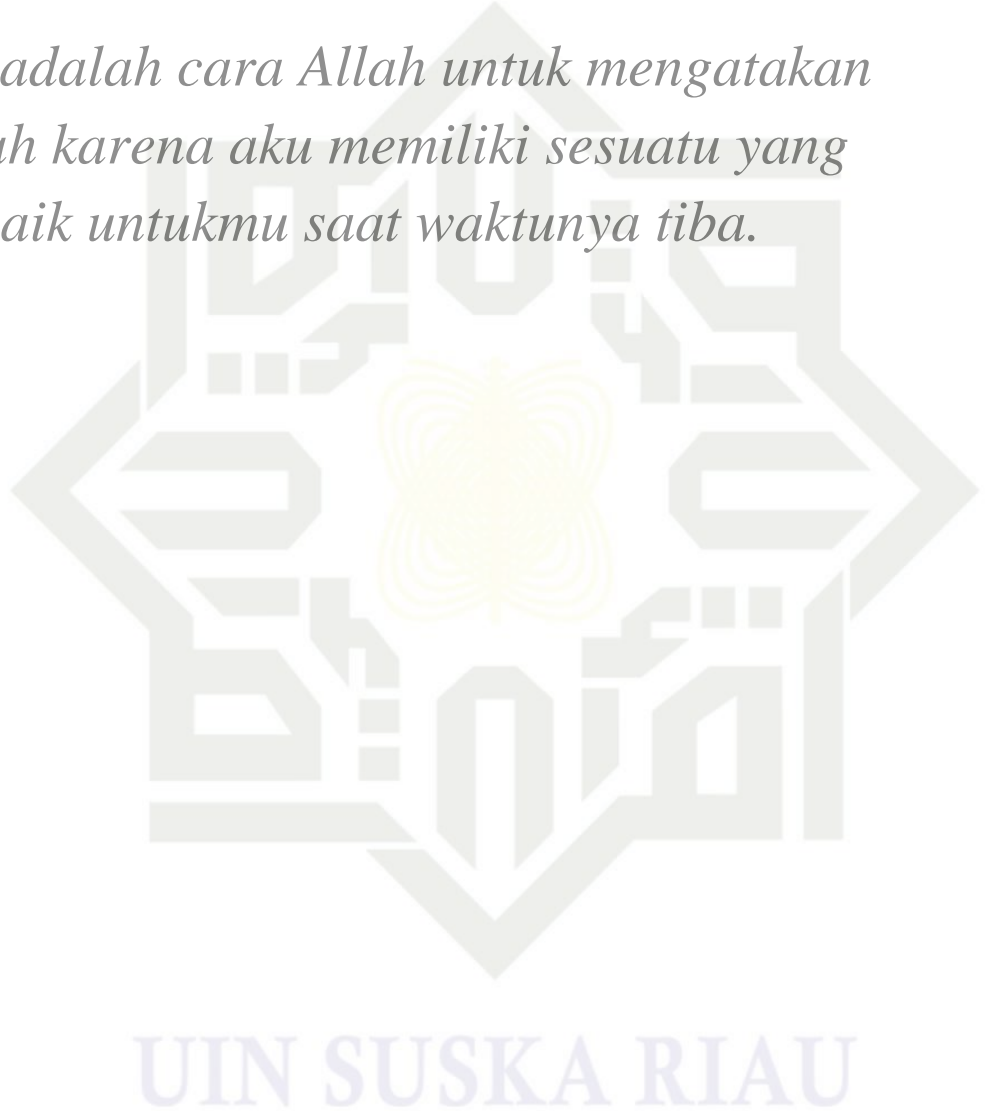 adalah cara Allah untuk mengatakan
karena aku memiliki sesuatu yang
untukmu saat waktunya tiba.
UIN SUSKA RIAU